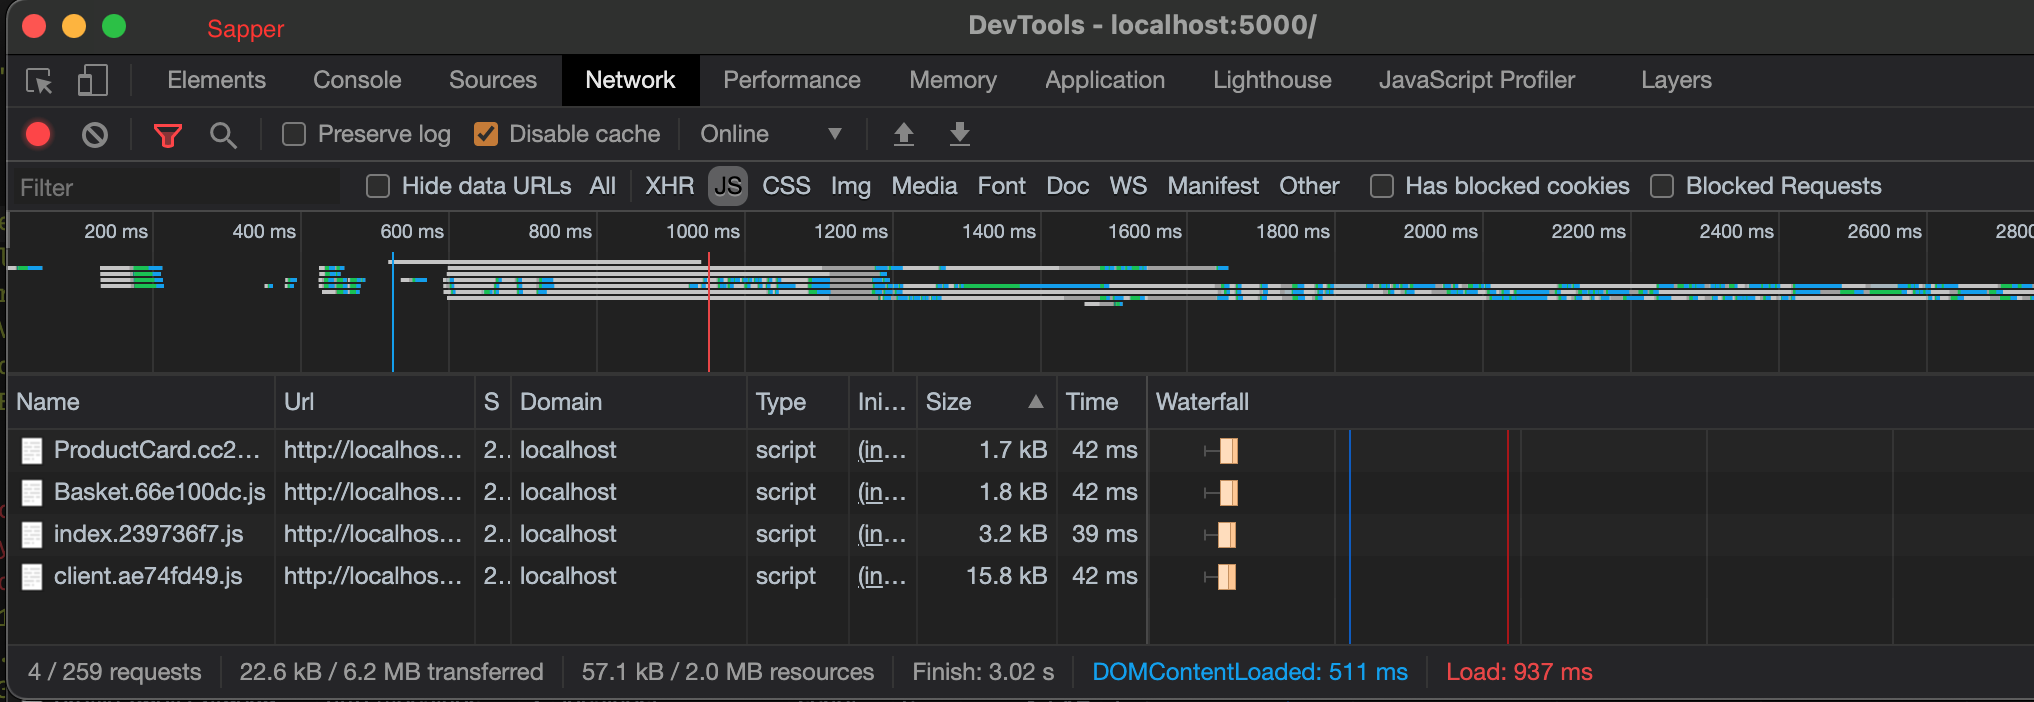 Sapper DevTools - localhost:5000/
Elements Console Sources Network Performance Memory Application Lighthouse JavaScript Profiler Layers
Preserve log Disable cache Online
Filter Hide data URLs All XHR JS CSS Img Media Font Doc WS Manifest Other Has blocked cookies Blocked Requests
200 ms 400 ms 600 ms 800 ms 1000 ms 1200 ms 1400 ms 1600 ms 1800 ms 2000 ms 2200 ms 2400 ms 2600 ms 2800
Name Url S Domain Type Ini... Size Time Waterfall
ProductCard.cc2... http://localhos... 2.. localhost script (in... 1.7 kB 42 ms
Basket.66e100dc.js http://localhos... 2.. localhost script (in... 1.8 kB 42 ms
index.239736f7.js http://localhos... 2.. localhost script (in... 3.2 kB 39 ms
client.ae74fd49.js http://localhos... 2.. localhost script (in... 15.8 kB 42 ms
4 / 259 requests 22.6 kB / 6.2 MB transferred 57.1 kB / 2.0 MB resources Finish: 3.02 s DOMContentLoaded: 511 ms Load: 937 ms